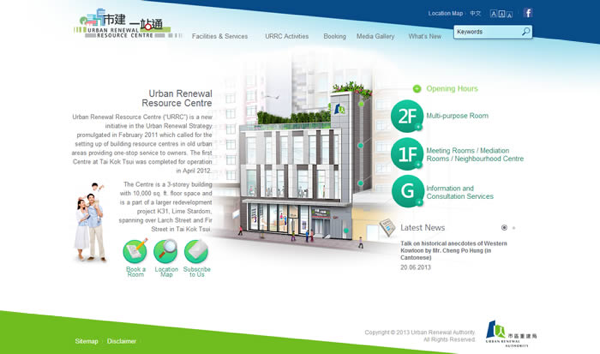 市建一站通
URBAN RENEWAL
RESOURCE CENTRE
Location Map
中文
A A A
Facilities & Services
URRC Activities
Booking
Media Gallery
What's New
Keywords
Urban Renewal
Resource Centre
Urban Renewal Resource Centre ("URRC") is a new
initiative in the Urban Renewal Strategy
promulgated in February 2011 which called for the
setting up of building resource centres in old urban
areas providing one-stop service to owners. The first
Centre at Tai Kok Tsui was completed for operation
in April 2012.
The Centre is a 3-storey building
with 10,000 sq. ft. floor space and
is a part of a larger redevelopment
project K31, Lime Stardom,
spanning over Larch Street and Fir
Street in Tai Kok Tsui.
Book a
Room
Location
Map
Subscribe
to Us
Opening Hours
2F
Multi-purpose Room
1F
Meeting Rooms / Mediation
Rooms / Neighbourhood Centre
G
Information and
Consultation Services
Latest News
Talk on historical anecdotes of Western
Kowloon by Mr. Cheng Po Hung (in
Cantonese)
20.06.2013
Sitemap
Disclaimer
Copyright © 2013 Urban Renewal Authority
All Rights Reserved.
市區重建局
URBAN RENEWAL
AUTHORITY